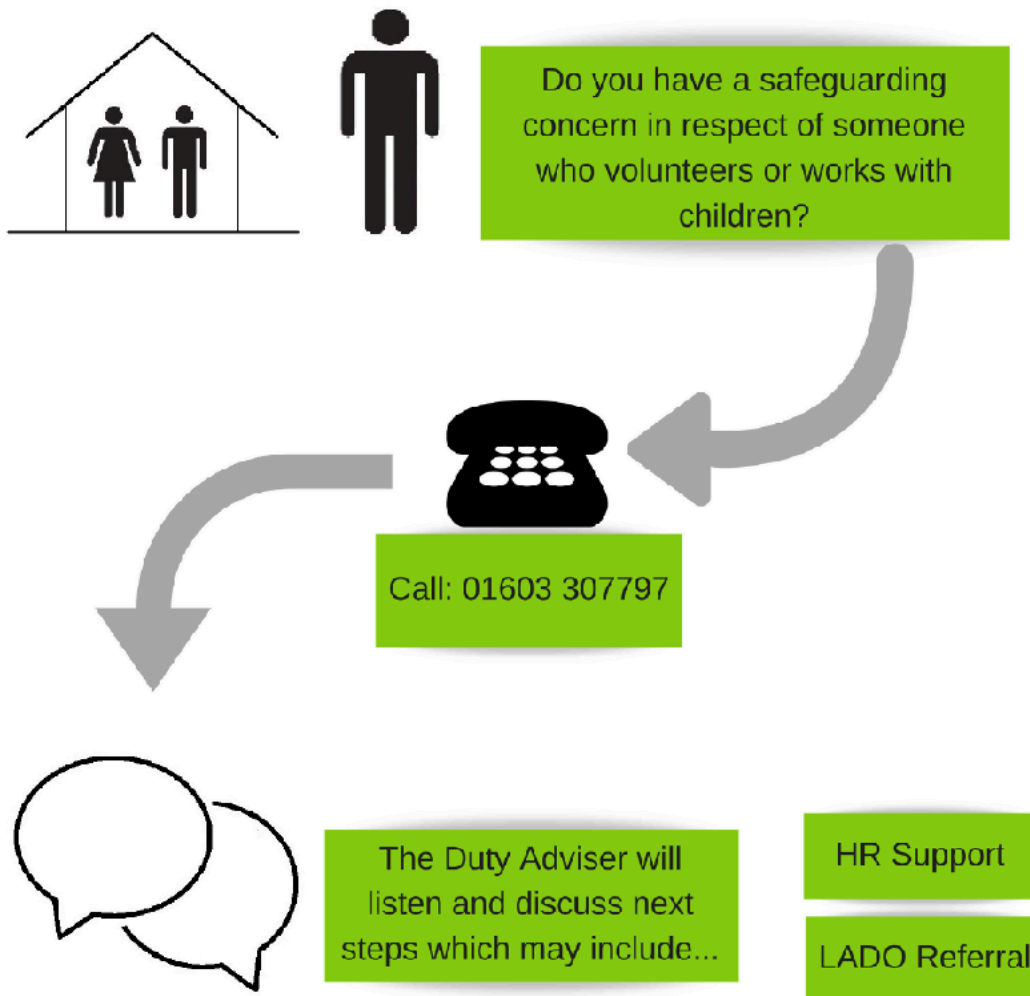 Do you have a safeguarding
concern in respect of someone
who volunteers or works with
children?
Call: 01603 307797
The Duty Adviser will
listen and discuss next
steps which may include...
HR Support
LADO Referral